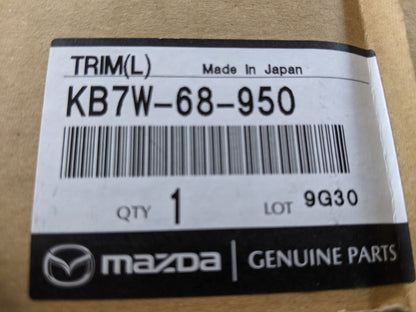 TRIM(L) Made in Japan
KB7W-68-950
QTY 1 LOT 9G30
mazda GENUINE PARTS